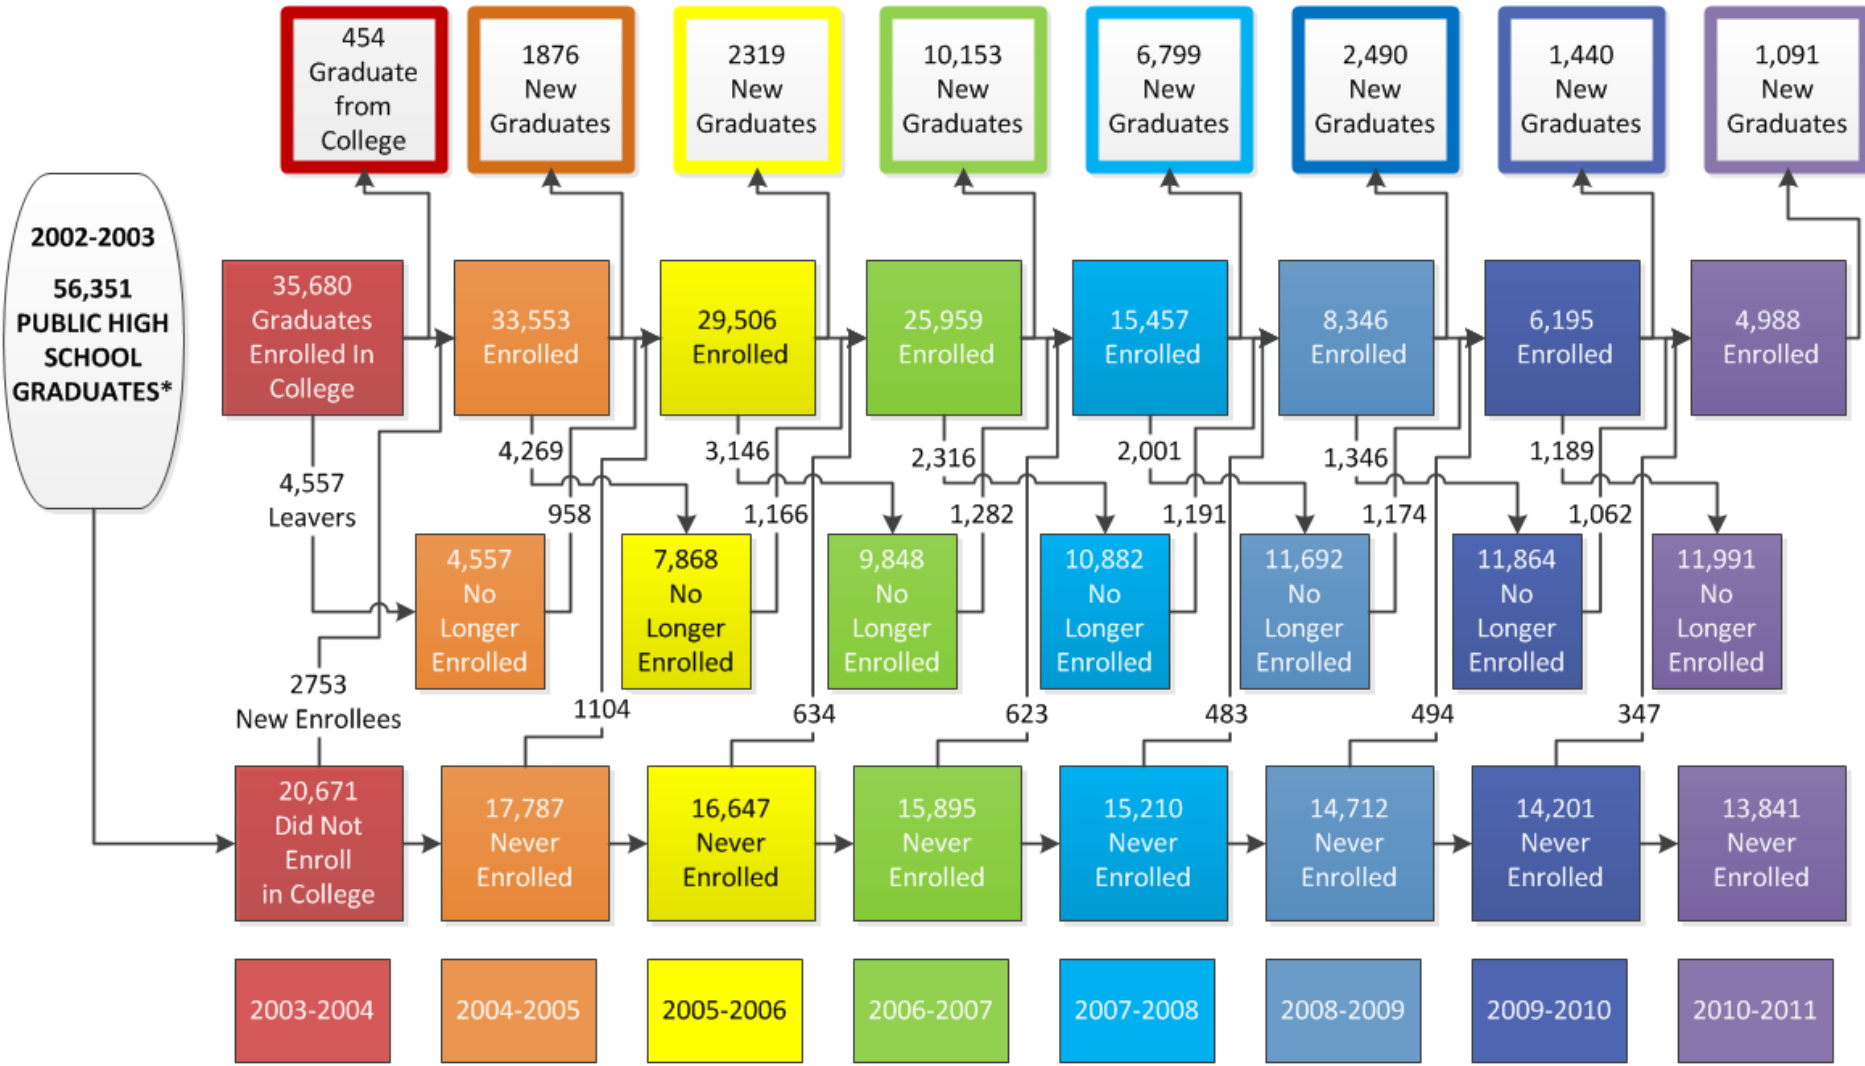 454
Graduate
from
College
1876
New
Graduates
2319
New
Graduates
10,153
New
Graduates
6,799
New
Graduates
2,490
New
Graduates
1,440
New
Graduates
1,091
New
Graduates
2002-2003
56,351
PUBLIC HIGH
SCHOOL
GRADUATES*
35,680
Graduates
Enrolled In
College
33,553
Enrolled
29,506
Enrolled
25,959
Enrolled
15,457
Enrolled
8,346
Enrolled
6,195
Enrolled
4,988
Enrolled
4,557
Leavers
4,269
3,146
2,316
2,001
1,346
1,189
958
1,166
1,282
1,191
1,174
1,062
4,557
No
Longer
Enrolled
7,868
No
Longer
Enrolled
9,848
No
Longer
Enrolled
10,882
No
Longer
Enrolled
11,692
No
Longer
Enrolled
11,864
No
Longer
Enrolled
11,991
No
Longer
Enrolled
2753
New Enrollees
1104
634
623
483
494
347
20,671
Did Not
Enroll
in College
17,787
Never
Enrolled
16,647
Never
Enrolled
15,895
Never
Enrolled
15,210
Never
Enrolled
14,712
Never
Enrolled
14,201
Never
Enrolled
13,841
Never
Enrolled
2003-2004
2004-2005
2005-2006
2006-2007
2007-2008
2008-2009
2009-2010
2010-2011